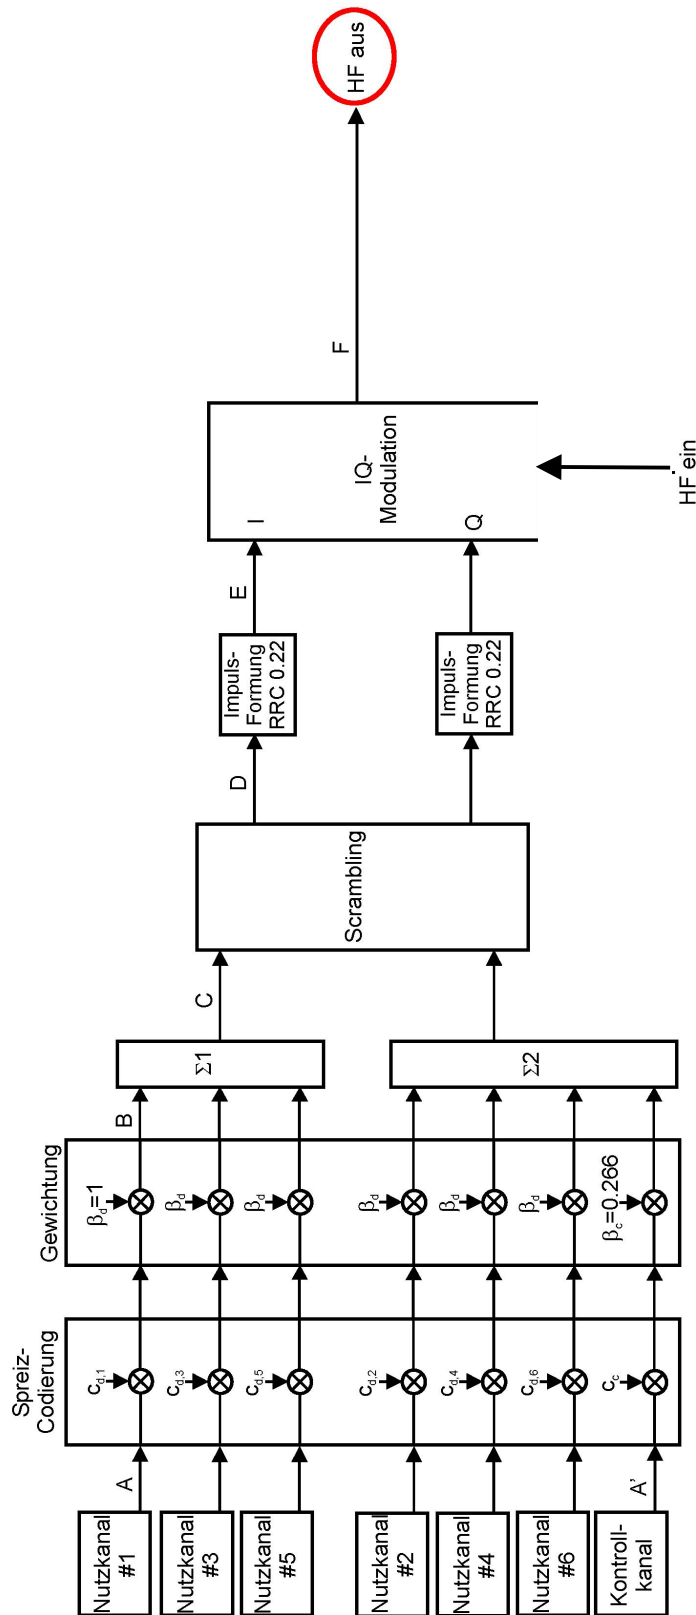 Spreiz-
Codierung
Gewichtung
Nutzkanal
#1
A
c_d,1
β_d=1
B
Nutzkanal
#3
c_d,3
β_d
Nutzkanal
#5
c_d,5
β_d
Σ1
C
Nutzkanal
#2
c_d,2
β_d
Nutzkanal
#4
c_d,4
β_d
Nutzkanal
#6
c_d,6
β_d
Kontroll-
kanal
A'
c_c
β_c=0.266
Σ2
Scrambling
D
Impuls-
Formung
RRC 0.22
E
Impuls-
Formung
RRC 0.22
I
IQ-
Modulation
Q
HF ein
F
HF aus